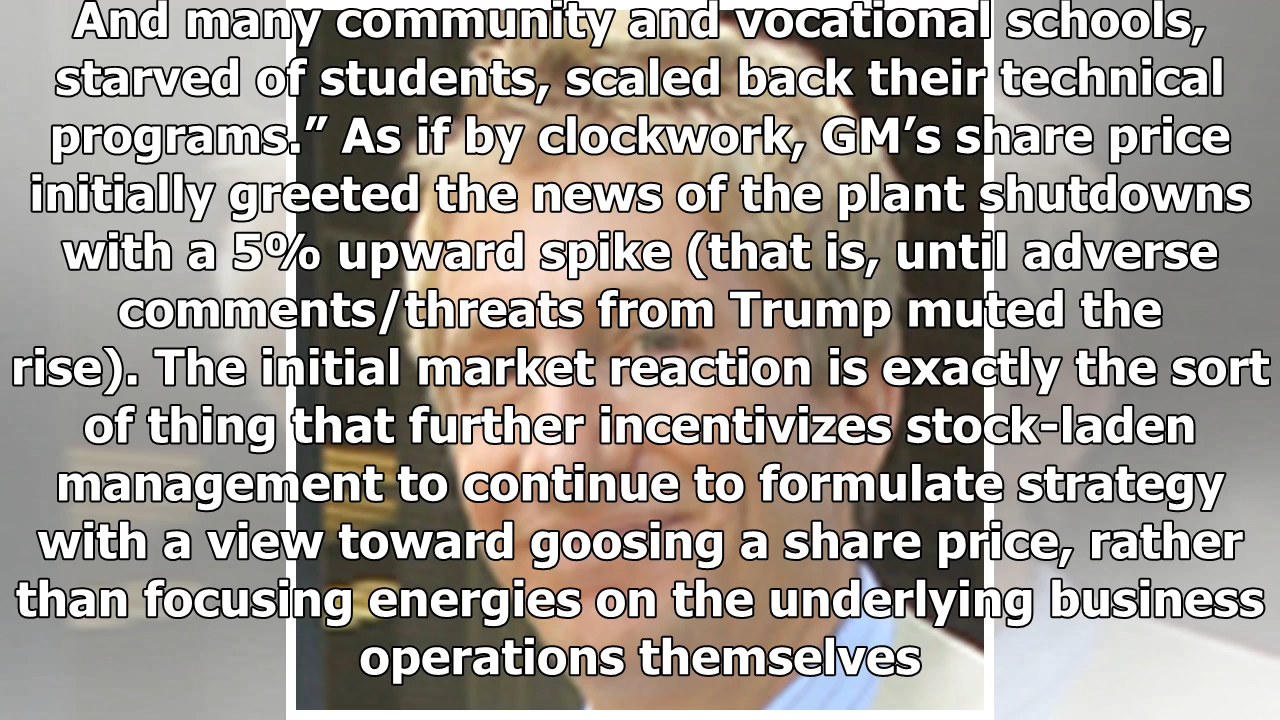 And many community and vocational schools,
starved of students, scaled back their technical
programs.” As if by clockwork, GM’s share price
initially greeted the news of the plant shutdowns
with a 5% upward spike (that is, until adverse
comments/threats from Trump muted the
rise). The initial market reaction is exactly the sort
of thing that further incentivizes stock-laden
management to continue to formulate strategy
with a view toward goosing a share price, rather
than focusing energies on the underlying business
operations themselves